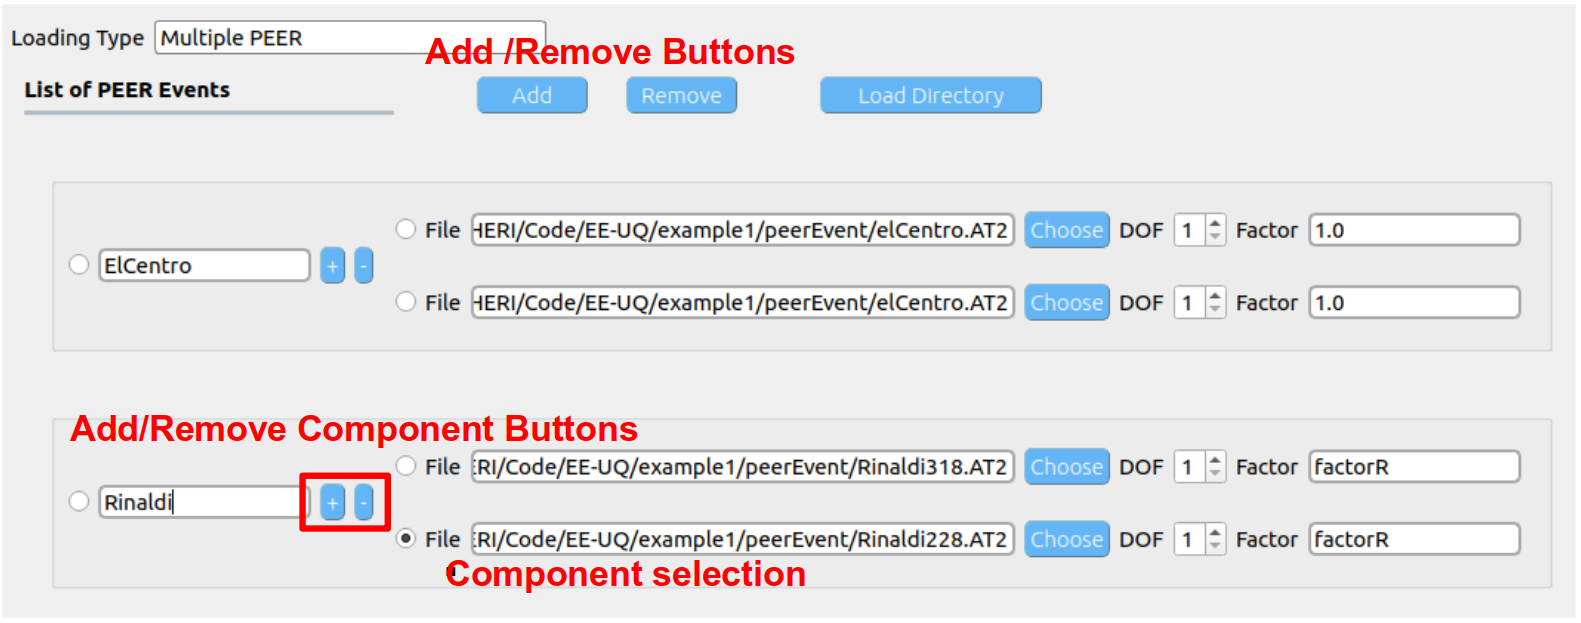 Loading Type Multiple PEER
Add /Remove Buttons
List of PEER Events Add Remove Load Directory
File HERI/Code/EE-UQ/example1/peerEvent/elCentro.AT2 Choose DOF 1 Factor 1.0
ElCentro + -
File HERI/Code/EE-UQ/example1/peerEvent/elCentro.AT2 Choose DOF 1 Factor 1.0
Add/Remove Component Buttons
File ERI/Code/EE-UQ/example1/peerEvent/Rinaldi318.AT2 Choose DOF 1 Factor factorR
Rinaldi + -
File ERI/Code/EE-UQ/example1/peerEvent/Rinaldi228.AT2 Choose DOF 1 Factor factorR
Component selection